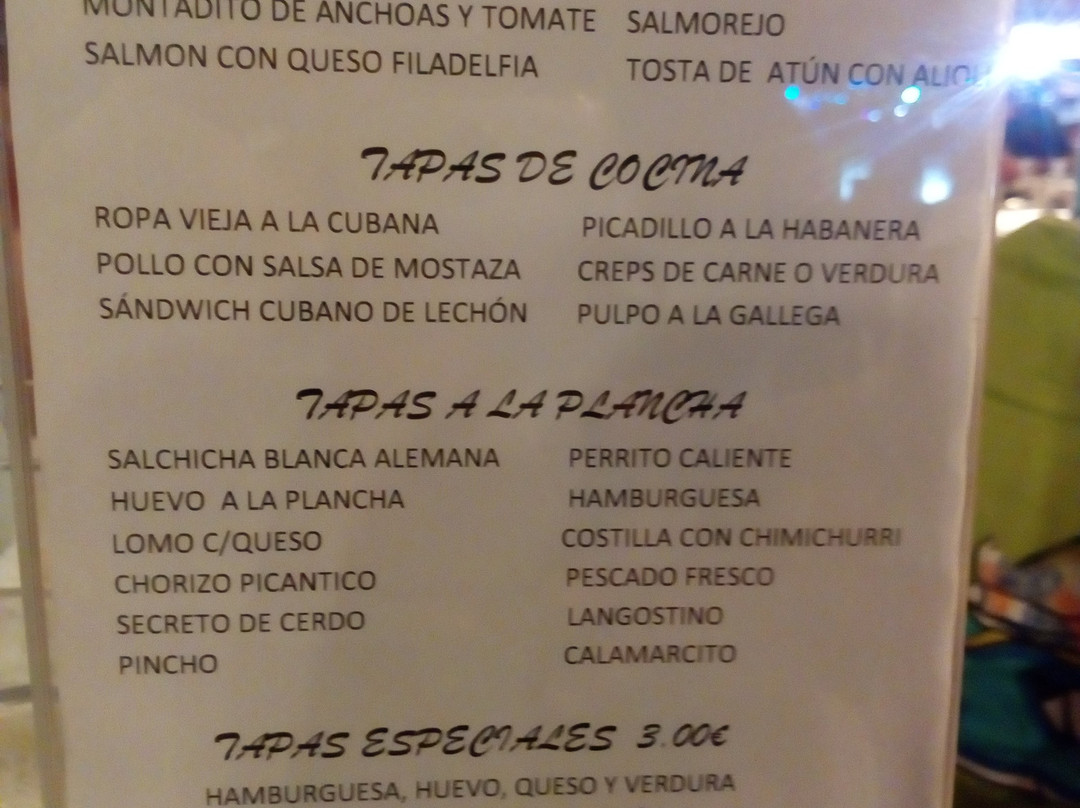 MONTADITO DE ANCHOAS Y TOMATE SALMOREJO
SALMON CON QUESO FILADELFIA TOSTA DE ATÚN CON
TAPAS DE COCINA
ROPA VIEJA A LA CUBANA PICADILLO A LA HABANERA
POLLO CON SALSA DE MOSTAZA CREPS DE CARNE O VERDURA
SÁNDWICH CUBANO DE LECHÓN PULPO A LA GALLEGA
TAPAS A LA PLANCHA
SALCHICHA BLANCA ALEMANA PERRITO CALIENTE
HUEVO A LA PLANCHA HAMBURGUESA
LOMO C/QUESO COSTILLA CON CHIMICHURRI
CHORIZO PICANTICO PESCADO FRESCO
SECRETO DE CERDO LANGOSTINO
PINCHO CALAMARCITO
TAPAS ESPECIALES 3.00€
HAMBURGUESA, HUEVO, QUESO Y VERDURA